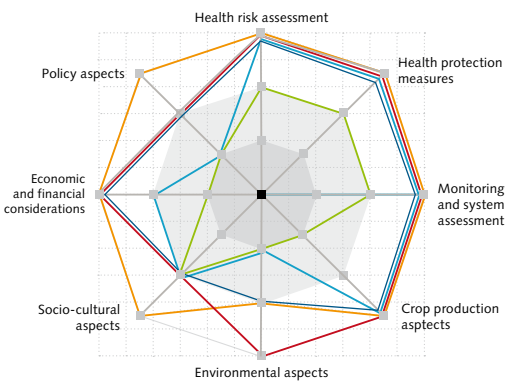 Health risk assessment
Policy aspects
Health protection
measures
Economic
and financial
considerations
Monitoring
and system
assessment
Socio-cultural
aspects
Crop production
asptects
Environmental aspects